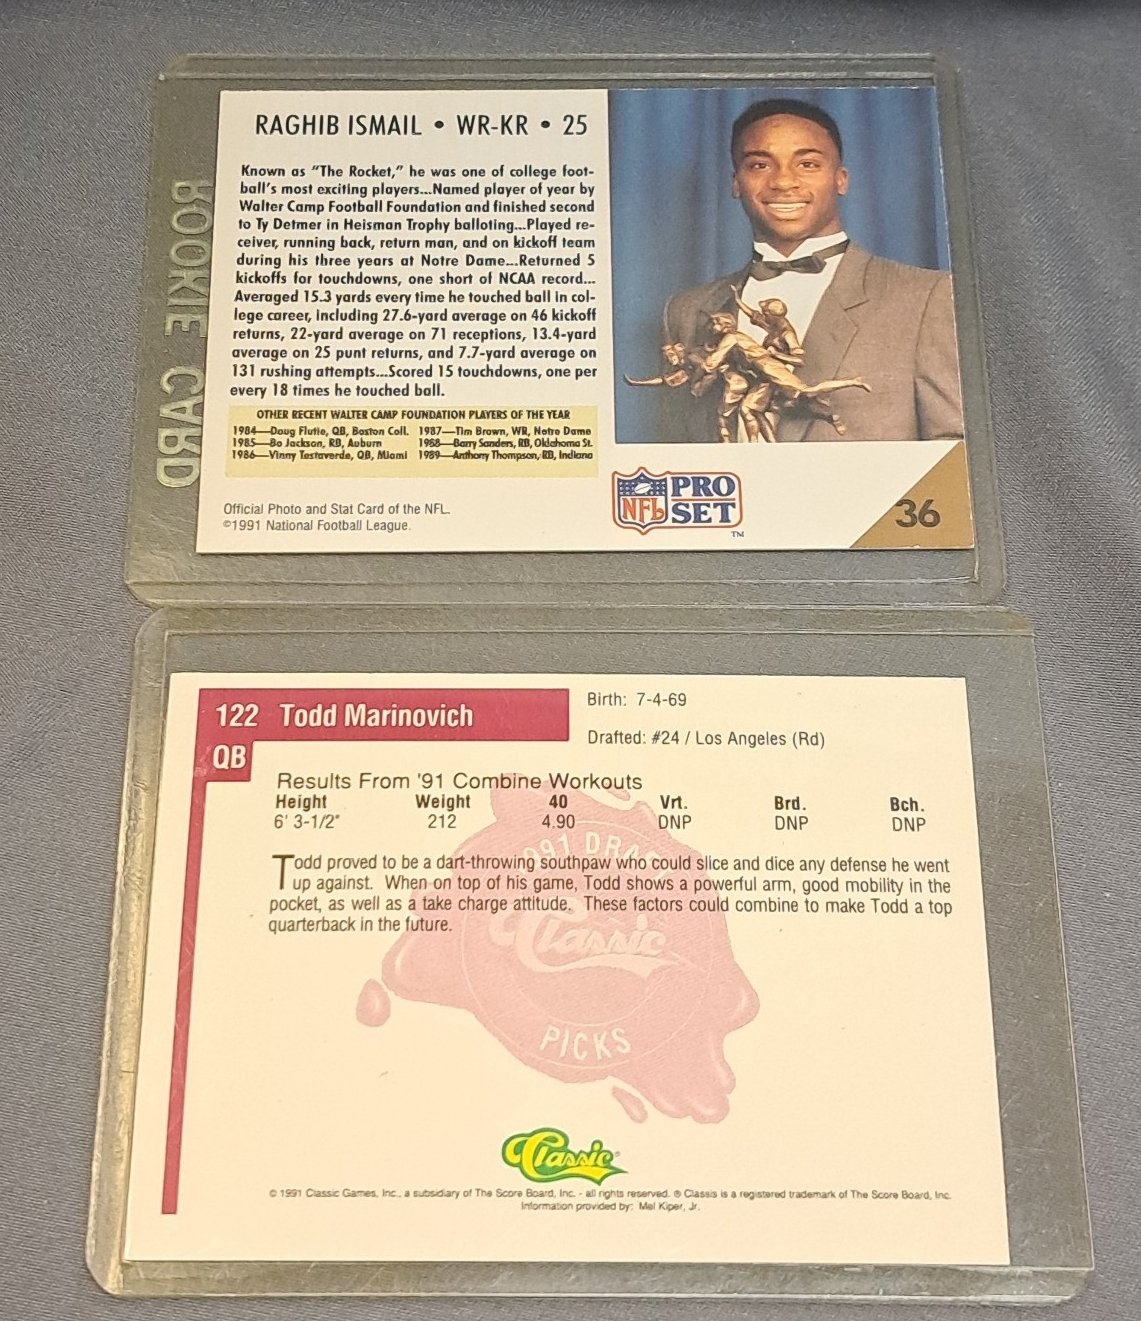 ROOKIE CARD
RAGHIB ISMAIL • WR-KR • 25
Known as "The Rocket," he was one of college foot-
ball's most exciting players...Named player of year by
Walter Camp Football Foundation and finished second
to Ty Detmer in Heisman Trophy balloting...Played re-
ceiver, running back, return man, and on kickoff team
during his three years at Notre Dame...Returned 5
kickoffs for touchdowns, one short of NCAA record...
Averaged 15.3 yards every time he touched ball in col-
lege career, including 27.6-yard average on 46 kickoff
returns, 22-yard average on 71 receptions, 13.4-yard
average on 25 punt returns, and 7.7-yard average on
131 rushing attempts...Scored 15 touchdowns, one per
every 18 times he touched ball.
OTHER RECENT WALTER CAMP FOUNDATION PLAYERS OF THE YEAR
1984—Doug Flutie, QB, Boston Coll. 1987—Tim Brown, WR, Notre Dame
1985—Bo Jackson, RB, Auburn 1988—Barry Sanders, RB, Oklahoma St.
1986—Vinny Testaverde, QB, Miami 1989—Anthony Thompson, RB, Indiana
Official Photo and Stat Card of the NFL.
©1991 National Football League.
NFL PRO SET TM
36
122 Todd Marinovich
QB
Birth: 7-4-69
Drafted: #24 / Los Angeles (Rd)
Results From '91 Combine Workouts
Height Weight 40 Vrt. Brd. Bch.
6' 3-1/2" 212 4.90 DNP DNP DNP
Todd proved to be a dart-throwing southpaw who could slice and dice any defense he went
up against. When on top of his game, Todd shows a powerful arm, good mobility in the
pocket, as well as a take charge attitude. These factors could combine to make Todd a top
quarterback in the future.
1991 DRAFT
Classic
PICKS
Classic®
© 1991 Classic Games, Inc., a subsidiary of The Score Board, Inc. - all rights reserved. ® Classis is a registered trademark of The Score Board, Inc.
Information provided by: Mel Kiper, Jr.